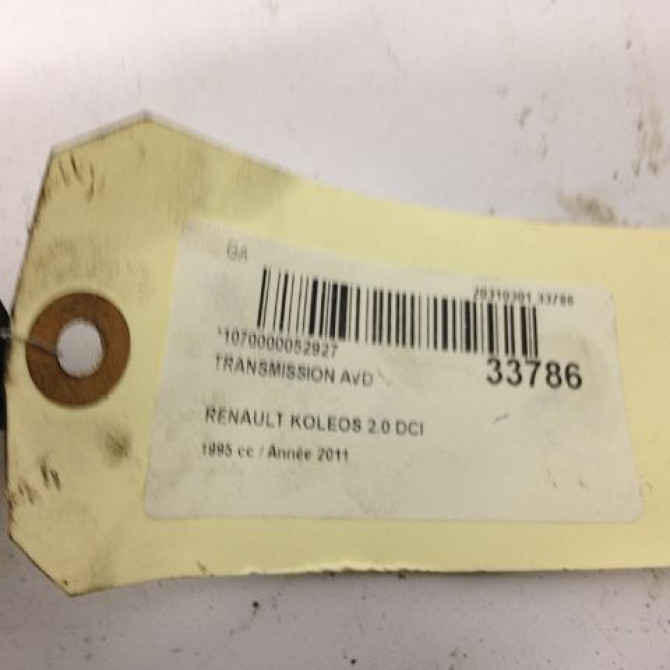 GA
20310301 33786
*1070000052927
TRANSMISSION AVD
33786
RENAULT KOLEOS 2.0 DCI
1995 cc / Année 2011